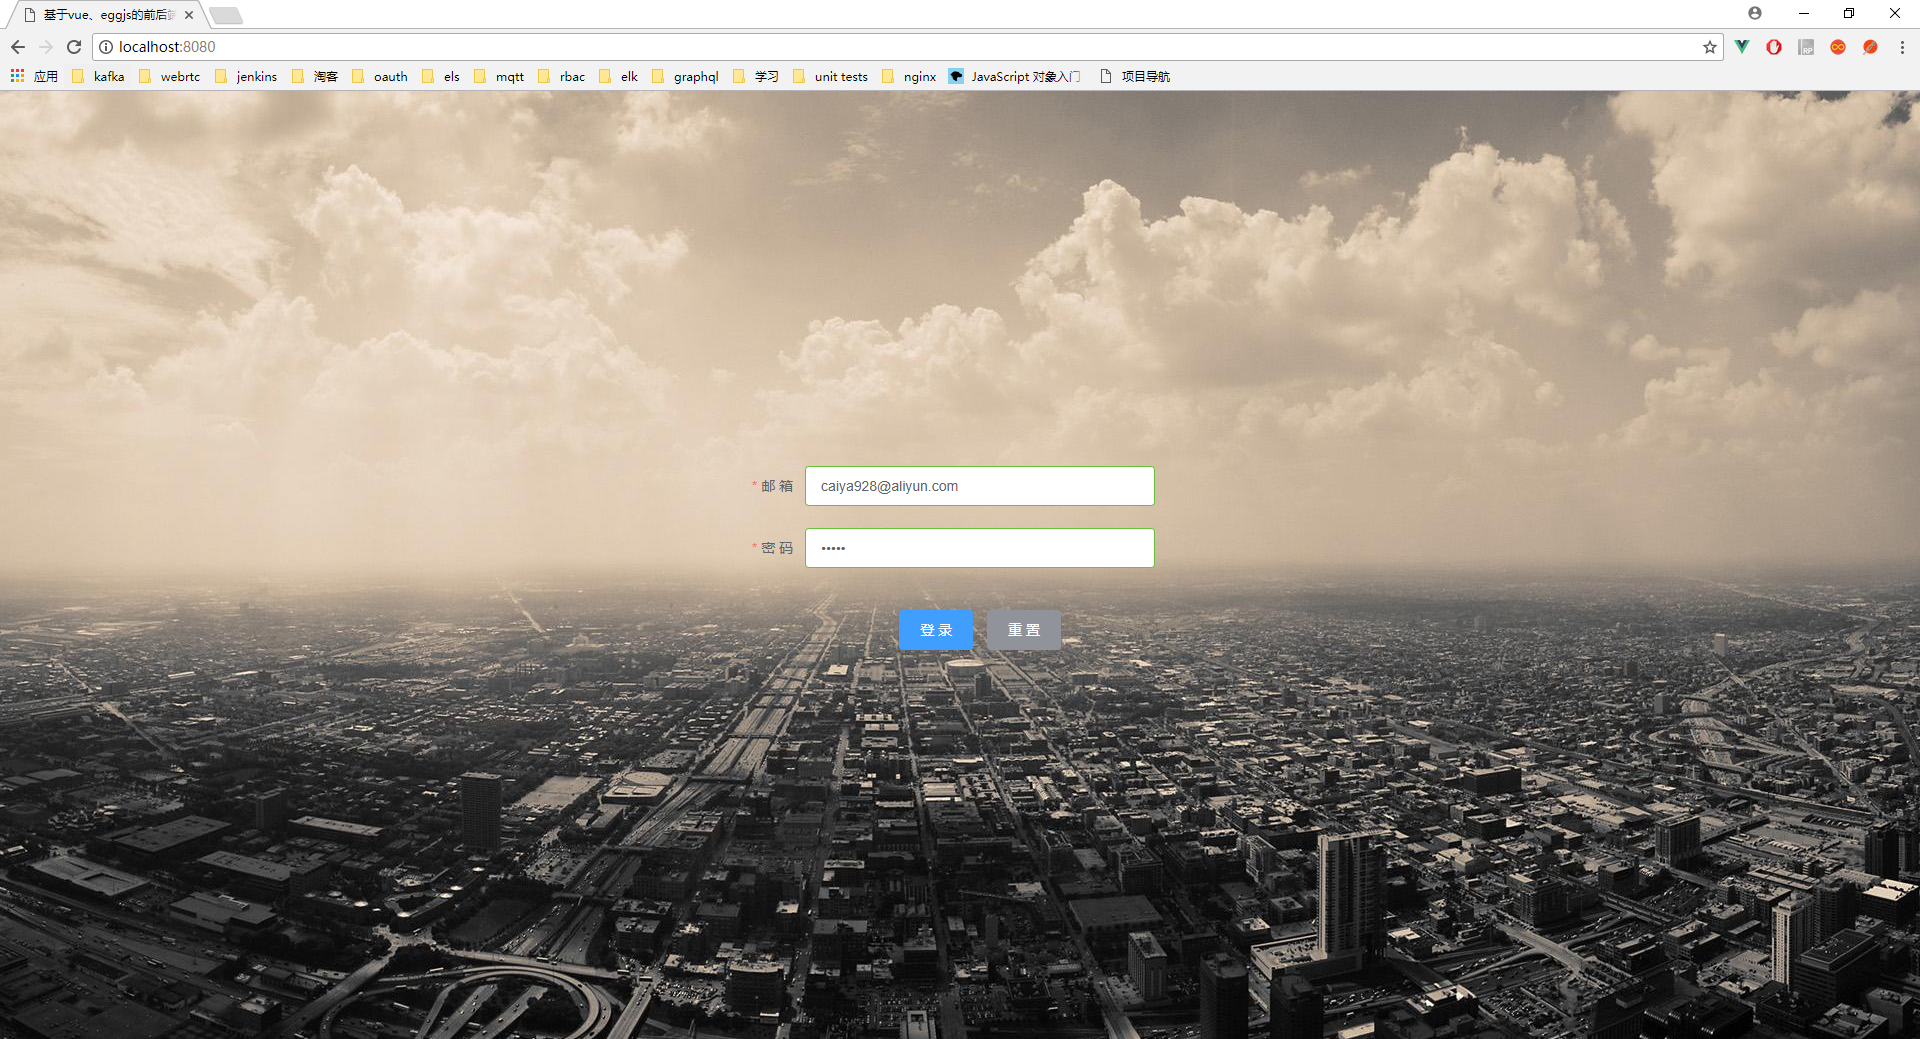 基于vue、eggjs的前后端
localhost:8080
应用 kafka webrtc jenkins 淘客 oauth els mqtt rbac elk graphql 学习 unit tests nginx JavaScript 对象入门 项目导航
* 邮 箱 caiya928@aliyun.com
* 密 码 •••••
登 录 重 置